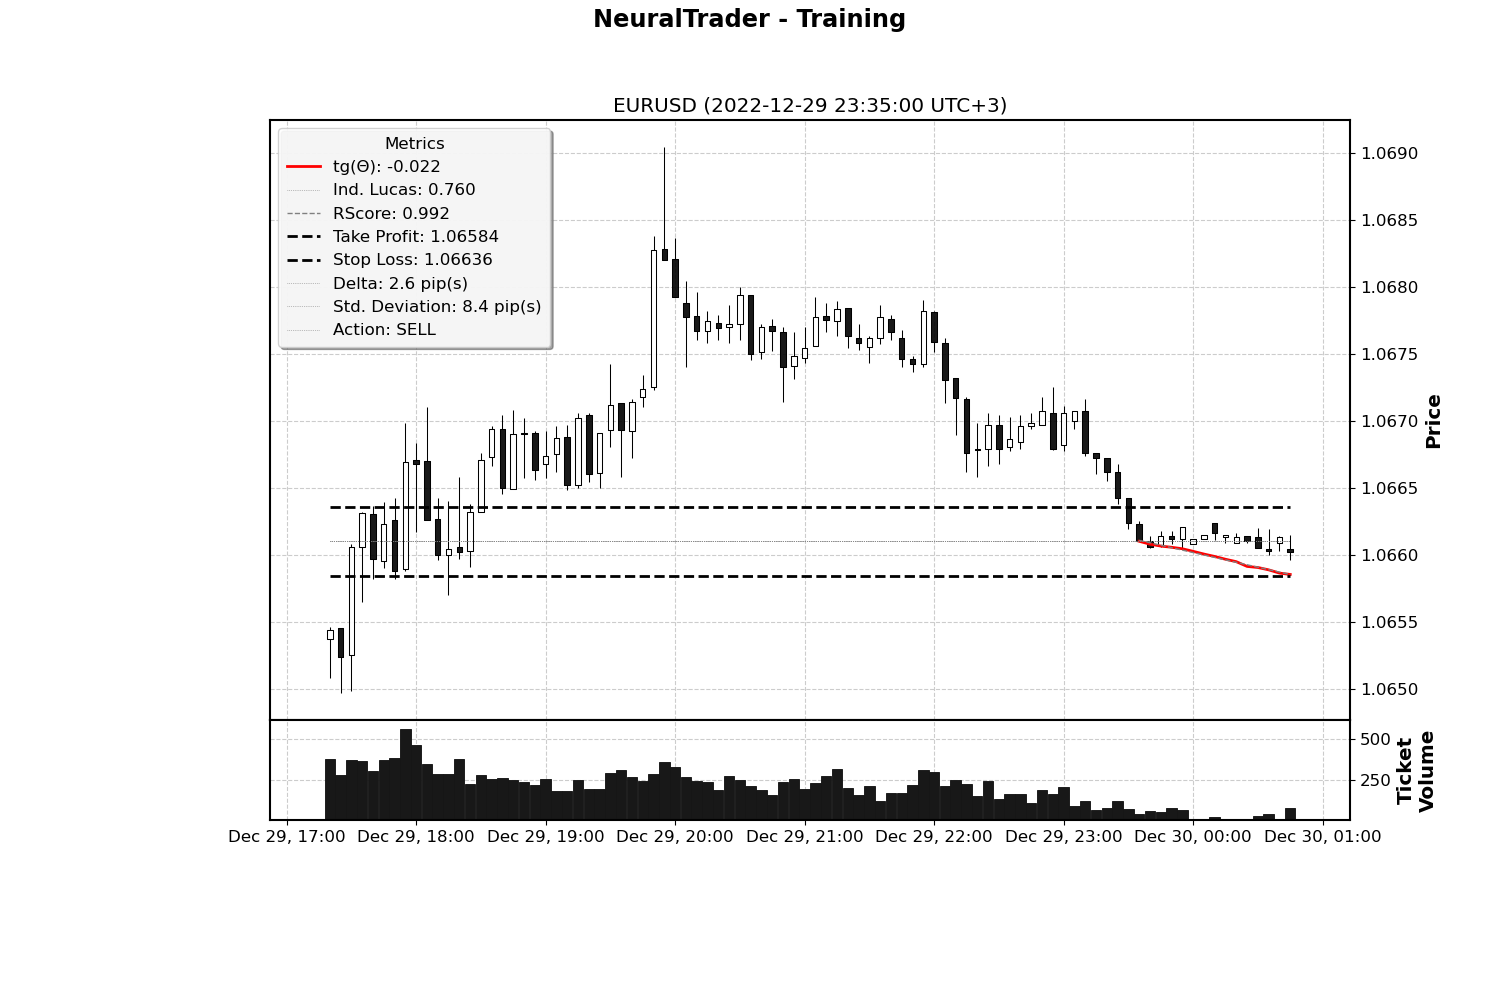 NeuralTrader - Training
EURUSD (2022-12-29 23:35:00 UTC+3)
Metrics
tg(Θ): -0.022
Ind. Lucas: 0.760
RScore: 0.992
Take Profit: 1.06584
Stop Loss: 1.06636
Delta: 2.6 pip(s)
Std. Deviation: 8.4 pip(s)
Action: SELL
1.0690
1.0685
1.0680
1.0675
1.0670
1.0665
1.0660
1.0655
1.0650
Price
500
250
Ticket
Volume
Dec 29, 17:00 Dec 29, 18:00 Dec 29, 19:00 Dec 29, 20:00 Dec 29, 21:00 Dec 29, 22:00 Dec 29, 23:00 Dec 30, 00:00 Dec 30, 01:00